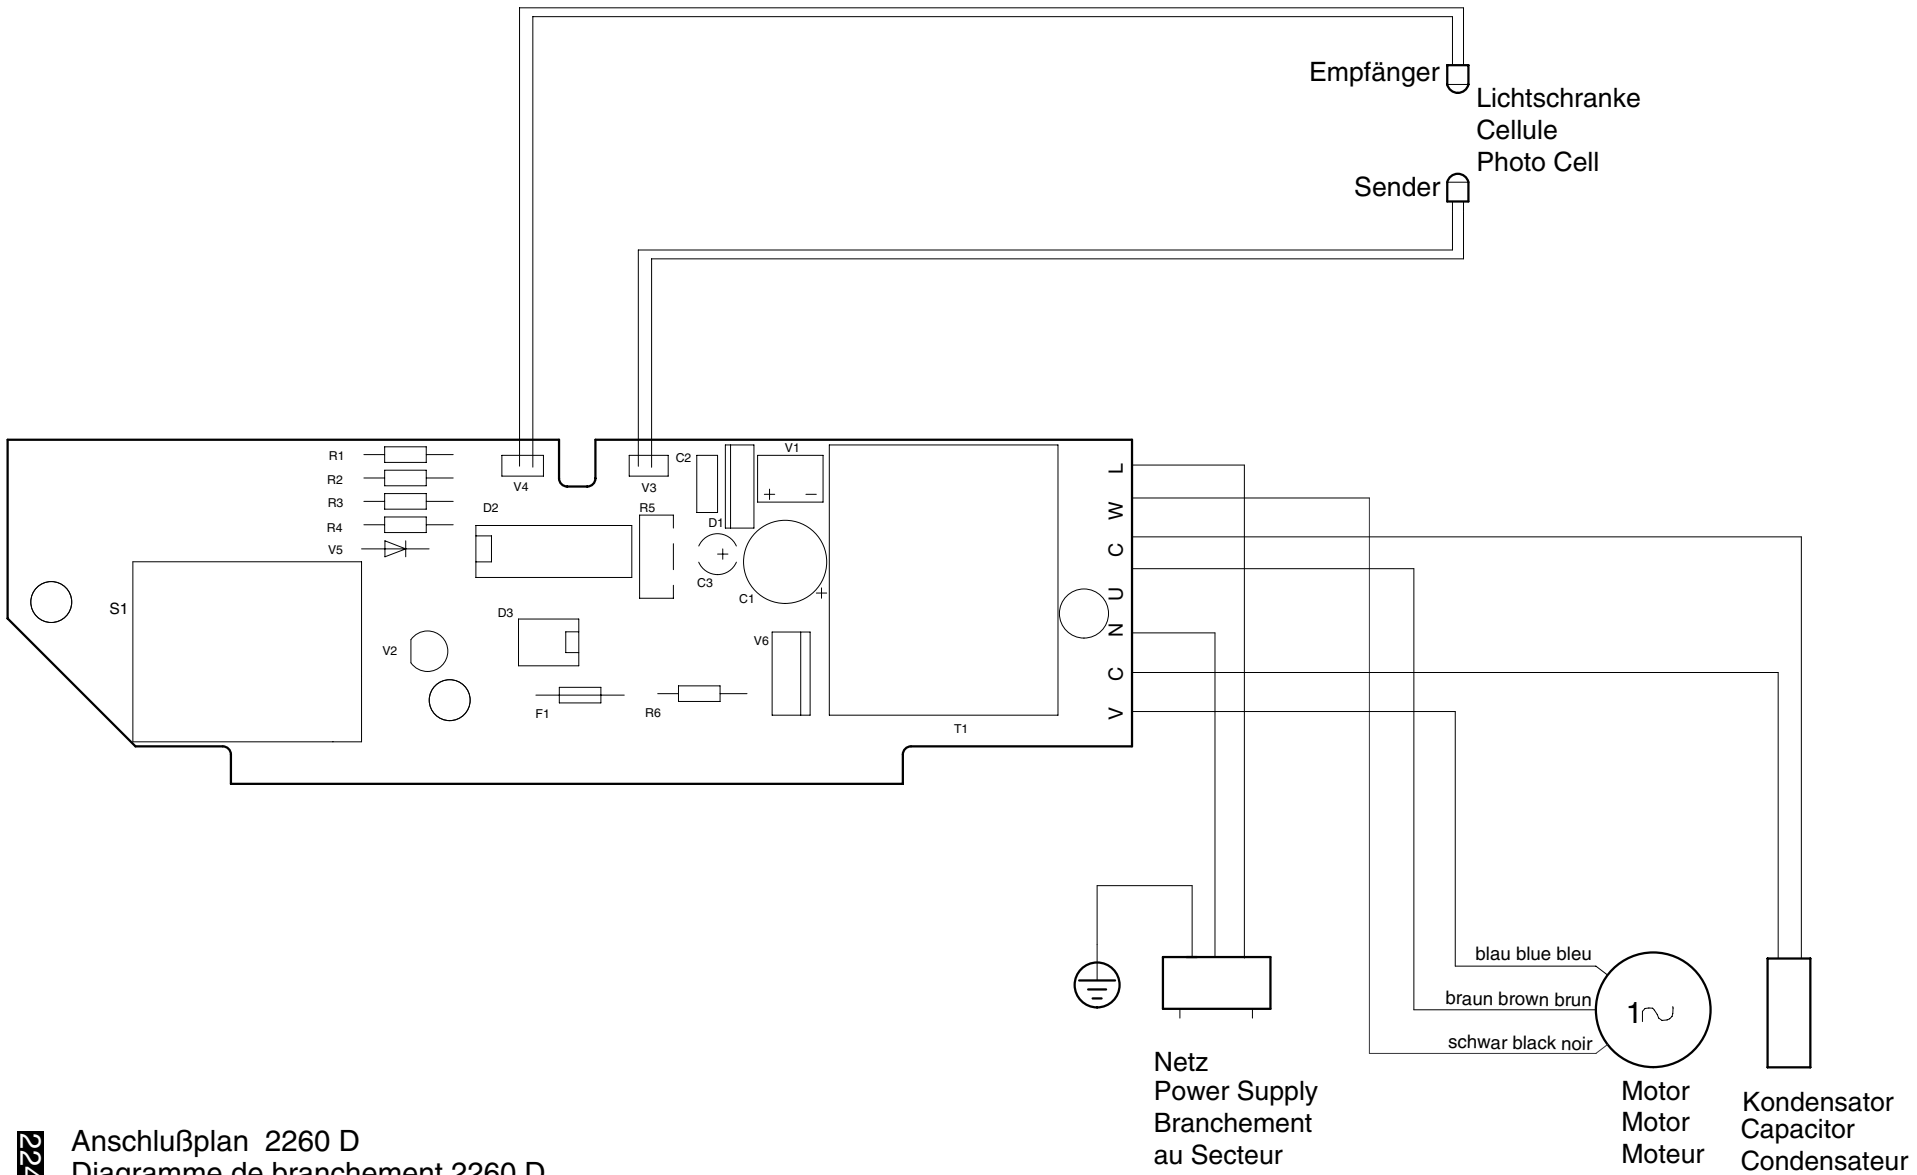 Empfänger
Lichtschranke
Cellule
Photo Cell
Sender
R1
R2
R3
R4
V5
V4
V3
C2
V1
+ −
D2
R5
D1
+
C3
C1
+
S1
D3
V2
V6
F1
R6
T1
L
W
C
U
N
C
V
blau blue bleu
braun brown brun
schwar black noir
1
Netz
Power Supply
Branchement
au Secteur
Motor
Motor
Moteur
Kondensator
Capacitor
Condensateur
Anschlußplan 2260 D
Diagramme de branchement 2260 D